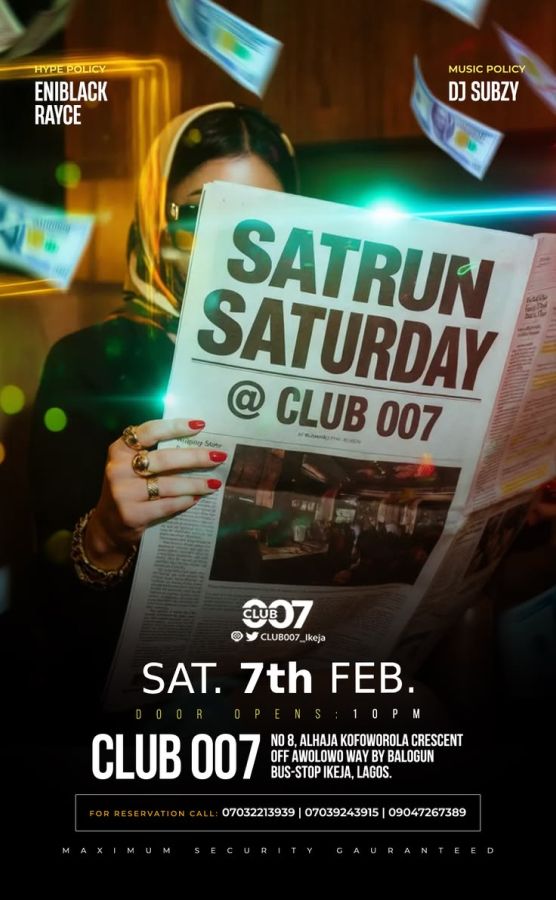 HYPE POLICY
ENIBLACK
RAYCE
MUSIC POLICY
DJ SUBZY
SATRUN
SATURDAY
@ CLUB 007
CLUB 007
CLUB007_Ikeja
SAT. 7th FEB.
DOOR OPENS: 10PM
CLUB 007
NO 8, ALHAJA KOFOWOROLA CRESCENT
OFF AWOLOWO WAY BY BALOGUN
BUS-STOP IKEJA, LAGOS.
FOR RESERVATION CALL: 07032213939 | 07039243915 | 09047267389
MAXIMUM SECURITY GAURANTEED